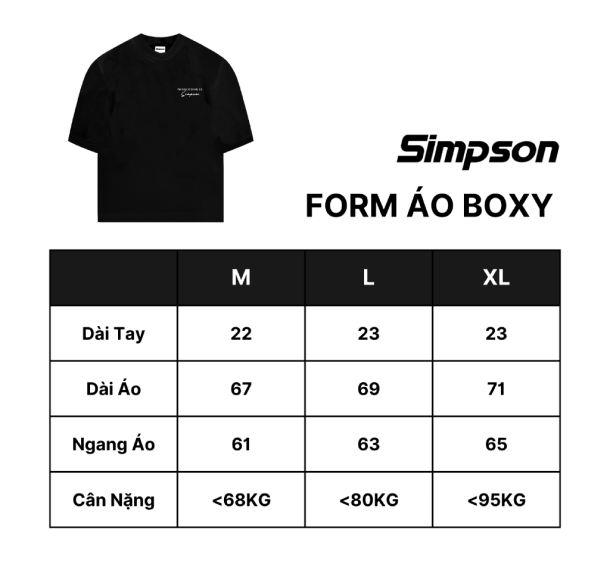 Simpson
Simpson
FORM ÁO BOXY
M L XL
Dài Tay 22 23 23
Dài Áo 67 69 71
Ngang Áo 61 63 65
Cân Nặng <68KG <80KG <95KG